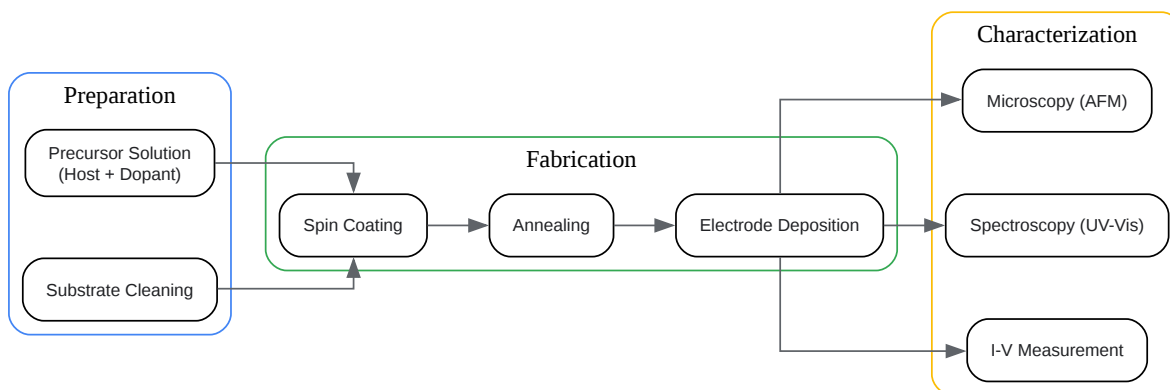 Preparation
Precursor Solution
(Host + Dopant)
Substrate Cleaning
Fabrication
Spin Coating
Annealing
Electrode Deposition
Characterization
Microscopy (AFM)
Spectroscopy (UV-Vis)
I-V Measurement